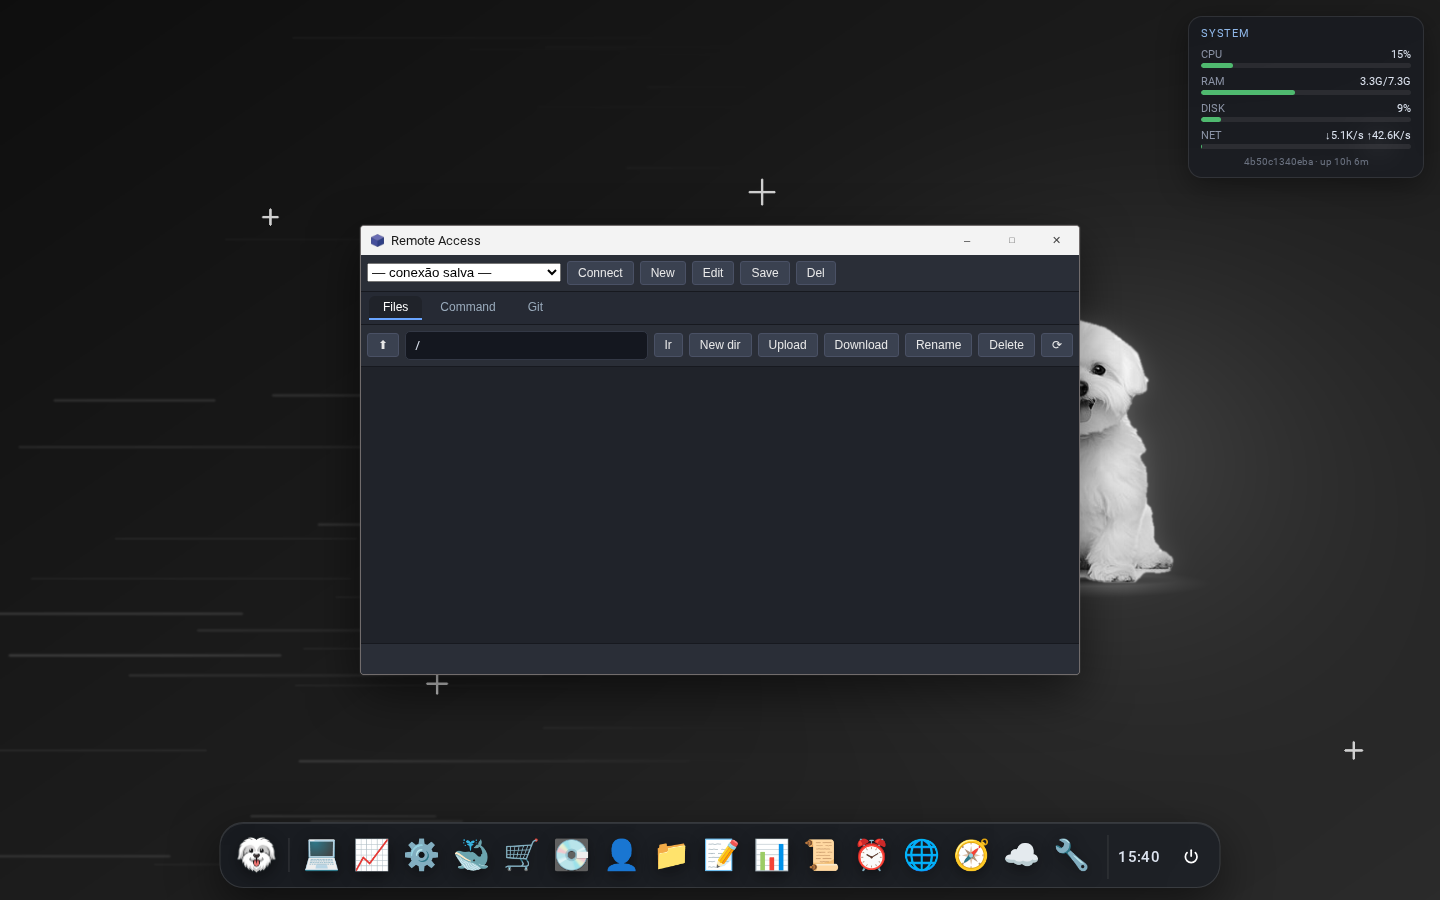 SYSTEM
CPU 15%
RAM 3.3G/7.3G
DISK 9%
NET ↓5.1K/s ↑42.6K/s
4b50c1340eba · up 10h 6m
Remote Access
— conexão salva — Connect New Edit Save Del
Files Command Git
/ Ir New dir Upload Download Rename Delete
15:40